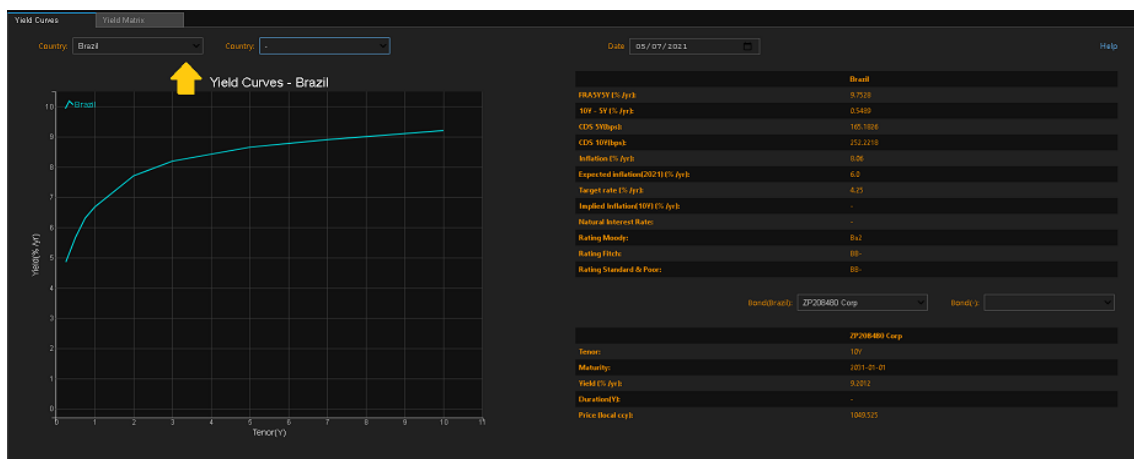 Yield Curves Yield Matrix
Country: Brazil Country: - Date 05/07/2021 Help
Yield Curves - Brazil
Brazil
10
9
8
7
6
5
4
3
2
1
0
Yield(% /yr)
0 1 2 3 4 5 6 7 8 9 10 11
Tenor(Y)
Brazil
FRA5Y5Y (% /yr): 9.7528
10Y - 5Y (% /yr): 0.5489
CDS 5Y(bps): 165.1826
CDS 10Y(bps): 252.2218
Inflation (% /yr): 8.06
Expected inflation(2021) (% /yr): 6.0
Target rate (% /yr): 4.25
Implied Inflation(10Y) (% /yr): -
Natural Interest Rate: -
Rating Moody: Ba2
Rating Fitch: BB-
Rating Standard & Poor: BB-
Bond(Brazil): ZP208480 Corp Bond(-):
ZP208480 Corp
Tenor: 10Y
Maturity: 2031-01-01
Yield (% /yr): 9.2012
Duration(Y): -
Price (local ccy): 1049.525